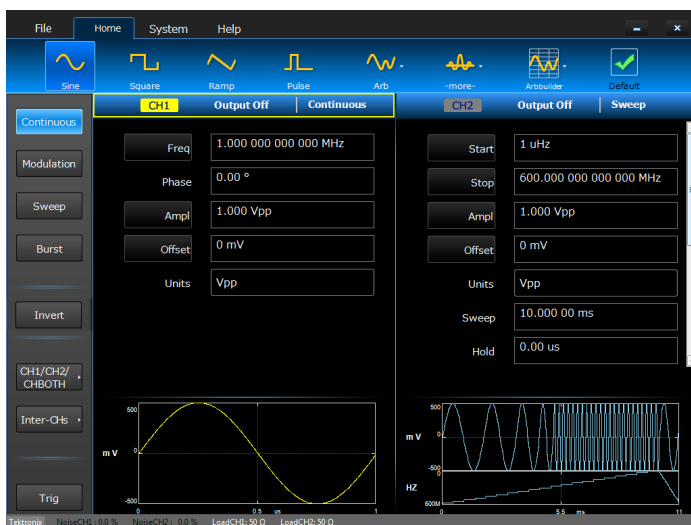 File Home System Help
Sine Square Ramp Pulse Arb -more- Arbbuilder Default
CH1 Output Off Continuous
CH2 Output Off Sweep
Continuous
Modulation
Sweep
Burst
Invert
CH1/CH2/
CHBOTH
Inter-CHs
Trig
Freq 1.000 000 000 000 MHz
Phase 0.00 °
Ampl 1.000 Vpp
Offset 0 mV
Units Vpp
Start 1 uHz
Stop 600.000 000 000 000 MHz
Ampl 1.000 Vpp
Offset 0 mV
Units Vpp
Sweep 10.000 00 ms
Hold 0.00 us
500
m V 0
-500
0 0.5 us 1
500
m V 0
-500
0
HZ
600M
0 5.5 ms 11
Tektronix NoiseCH1 : 0.0 % NoiseCH2 : 0.0 % LoadCH1: 50 Ω LoadCH2: 50 Ω